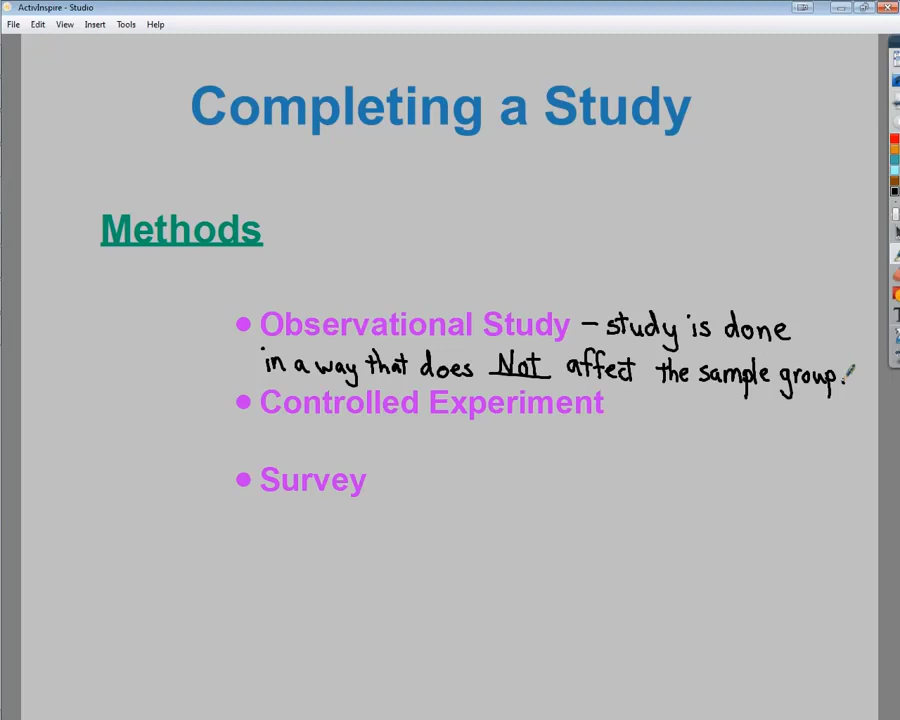 ActivInspire - Studio
File Edit View Insert Tools Help
Completing a Study
Methods
• Observational Study – study is done
in a way that does Not affect the sample group.
• Controlled Experiment
• Survey